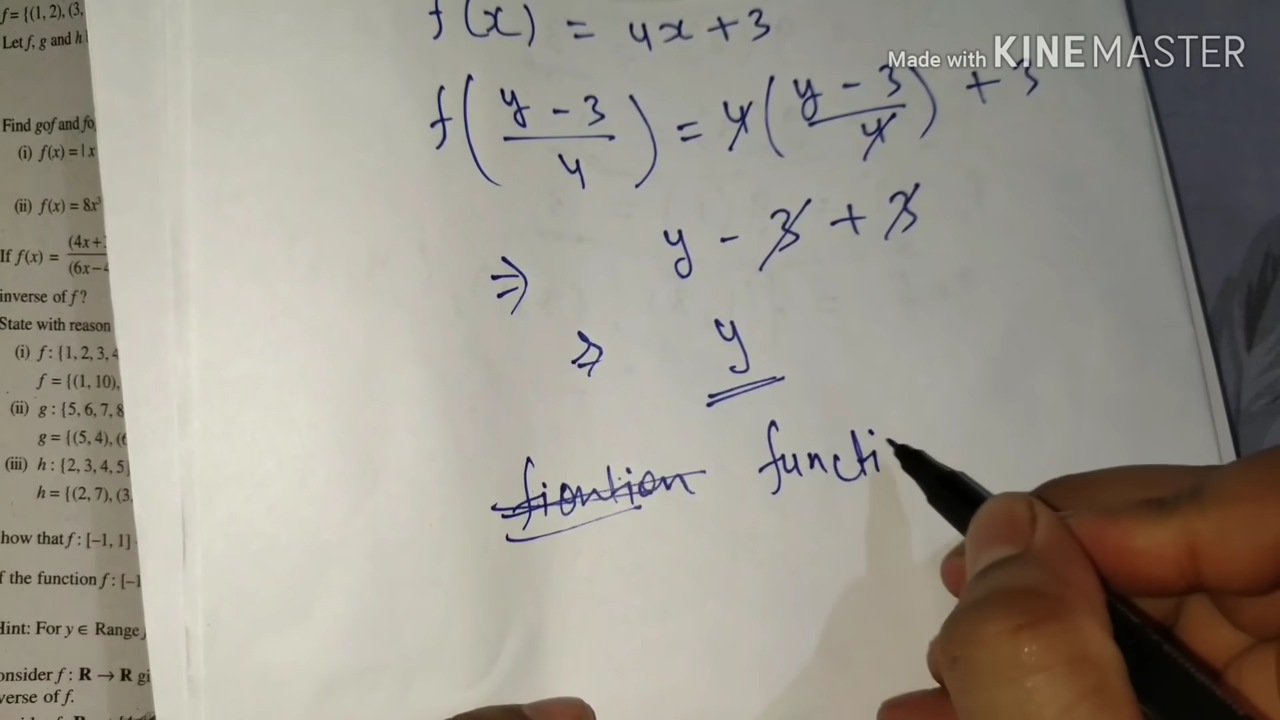 f = {(1, 2), (3,
Let f, g and h
Find gof and fo
(i) f(x) = | x
(ii) f(x) = 8x³
If f(x) = (4x+
(6x–
inverse of f?
State with reason
(i) f : {1, 2, 3, 4
f = {(1, 10),
(ii) g : {5, 6, 7, 8
g = {(5, 4), (6
(iii) h : {2, 3, 4, 5
h = {(2, 7), (3,
how that f : [–1, 1]
f the function f : [–1
Hint: For y ∈ Range
onsider f : R → R gi
verse of f.
Made with KINEMASTER
f(x) = 4x + 3
f((y - 3)/4) = 4((y - 3)/4) + 3
⇒ y - 3 + 3
⇒ y
functi